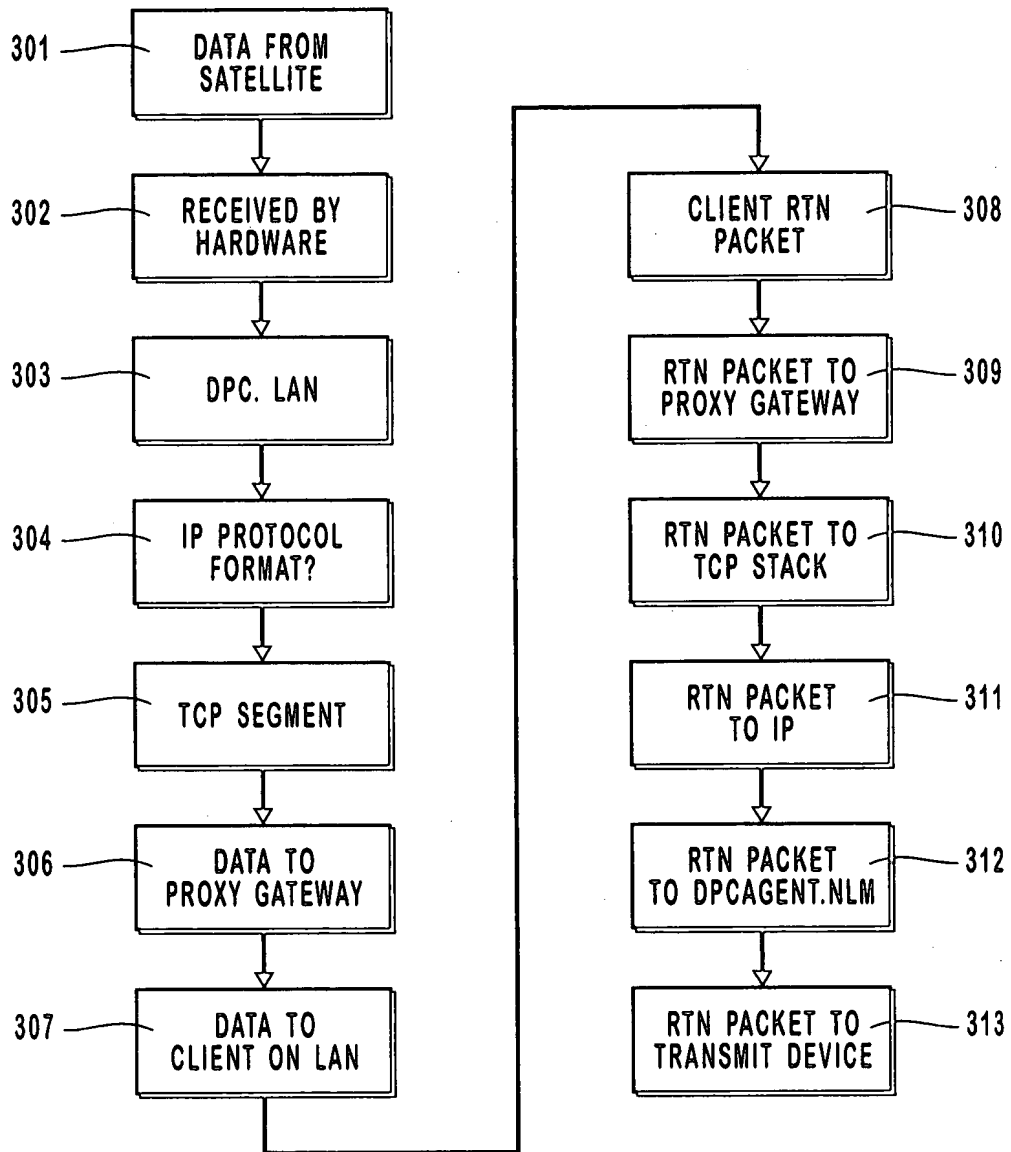 301
DATA FROM
SATELLITE
302
RECEIVED BY
HARDWARE
303
DPC. LAN
304
IP PROTOCOL
FORMAT?
305
TCP SEGMENT
306
DATA TO
PROXY GATEWAY
307
DATA TO
CLIENT ON LAN
CLIENT RTN
PACKET
308
RTN PACKET TO
PROXY GATEWAY
309
RTN PACKET TO
TCP STACK
310
RTN PACKET
TO IP
311
RTN PACKET
TO DPCAGENT.NLM
312
RTN PACKET TO
TRANSMIT DEVICE
313